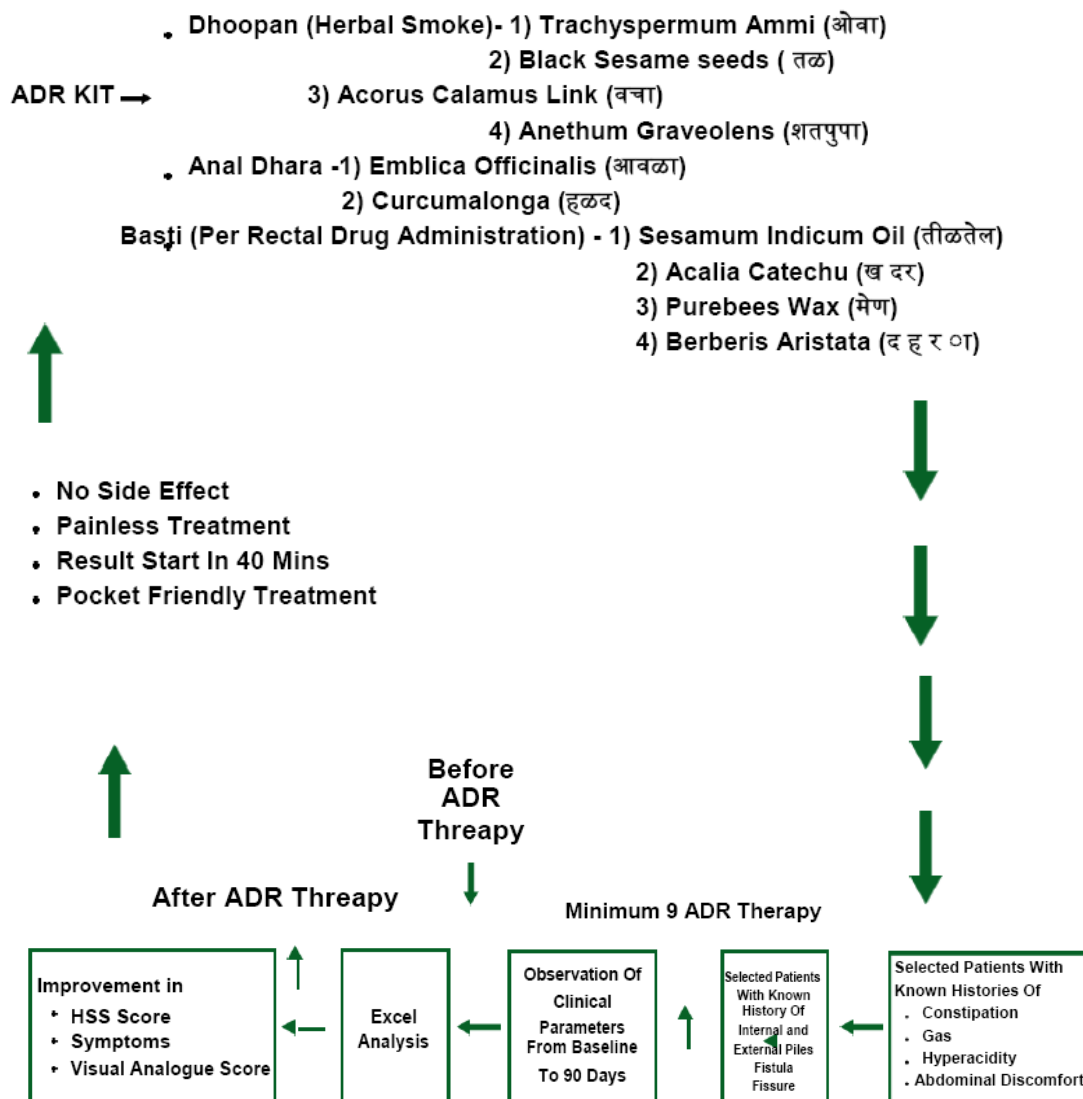 . Dhoopan (Herbal Smoke)- 1) Trachyspermum Ammi (ओवा)
2) Black Sesame seeds ( तळ)
ADR KIT → 3) Acorus Calamus Link (वचा)
4) Anethum Graveolens (शतपुपा)
. Anal Dhara -1) Emblica Officinalis (आवळा)
2) Curcumalonga (हळद)
Basti (Per Rectal Drug Administration) - 1) Sesamum Indicum Oil (तीळतेल)
2) Acalia Catechu (ख दर)
3) Purebees Wax (मेण)
4) Berberis Aristata (द ह र ा)
• No Side Effect
• Painless Treatment
• Result Start In 40 Mins
• Pocket Friendly Treatment
Before
ADR
Threapy
After ADR Threapy
Minimum 9 ADR Therapy
Improvement in
HSS Score
Symptoms
Visual Analogue Score
Excel
Analysis
Observation Of
Clinical
Parameters
From Baseline
To 90 Days
Selected Patients
With Known
History Of
Internal and
External Piles
Fistula
Fissure
Selected Patients With
Known Histories Of
. Constipation
. Gas
. Hyperacidity
. Abdominal Discomfort